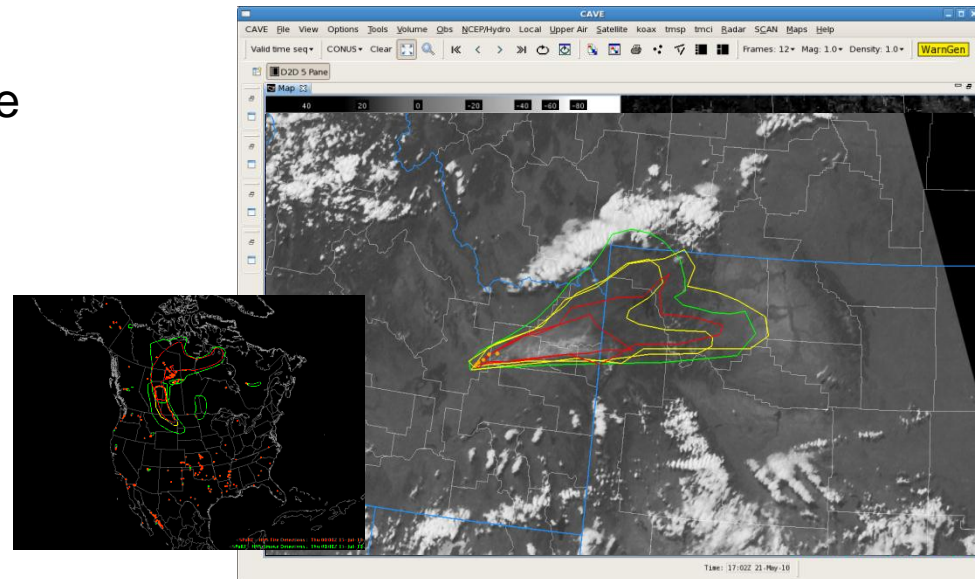 e
CAVE
CAVE File View Options Tools Volume Obs NCEP/Hydro Local Upper Air Satellite koax tmsp tmci Radar SCAN Maps Help
Valid time seq CONUS Clear Frames: 12 Mag: 1.0 Density: 1.0 WarnGen
D2D 5 Pane
Map
40 20 0 -20 -40 -60 -80
Time: 17:02Z 21-May-10